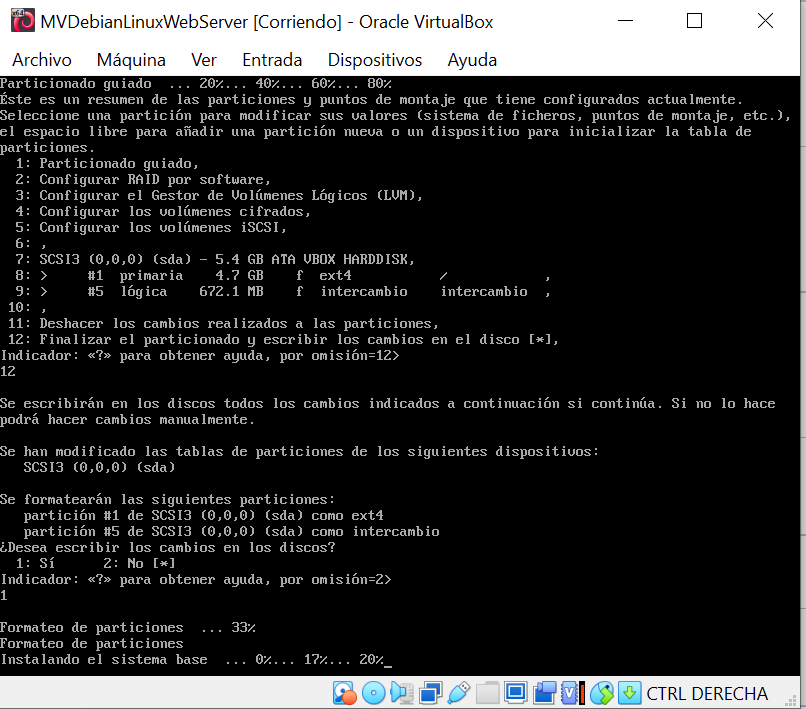 MVDebianLinuxWebServer [Corriendo] - Oracle VirtualBox
Archivo Máquina Ver Entrada Dispositivos Ayuda
Particionado guiado ... 20%... 40%... 60%... 80%
Éste es un resumen de las particiones y puntos de montaje que tiene configurados actualmente.
Seleccione una partición para modificar sus valores (sistema de ficheros, puntos de montaje, etc.),
el espacio libre para añadir una partición nueva o un dispositivo para inicializar la tabla de
particiones.
1: Particionado guiado,
2: Configurar RAID por software,
3: Configurar el Gestor de Volúmenes Lógicos (LVM),
4: Configurar los volúmenes cifrados,
5: Configurar los volúmenes iSCSI,
6: ,
7: SCSI3 (0,0,0) (sda) - 5.4 GB ATA VBOX HARDDISK,
8: > #1 primaria 4.7 GB f ext4 / ,
9: > #5 lógica 672.1 MB f intercambio intercambio ,
10: ,
11: Deshacer los cambios realizados a las particiones,
12: Finalizar el particionado y escribir los cambios en el disco [*],
Indicador: «?» para obtener ayuda, por omisión=12>
12
Se escribirán en los discos todos los cambios indicados a continuación si continúa. Si no lo hace
podrá hacer cambios manualmente.
Se han modificado las tablas de particiones de los siguientes dispositivos:
SCSI3 (0,0,0) (sda)
Se formatearán las siguientes particiones:
partición #1 de SCSI3 (0,0,0) (sda) como ext4
partición #5 de SCSI3 (0,0,0) (sda) como intercambio
¿Desea escribir los cambios en los discos?
1: Sí 2: No [*]
Indicador: «?» para obtener ayuda, por omisión=2>
1
Formateo de particiones ... 33%
Formateo de particiones
Instalando el sistema base ... 0%... 17%... 20%_
CTRL DERECHA